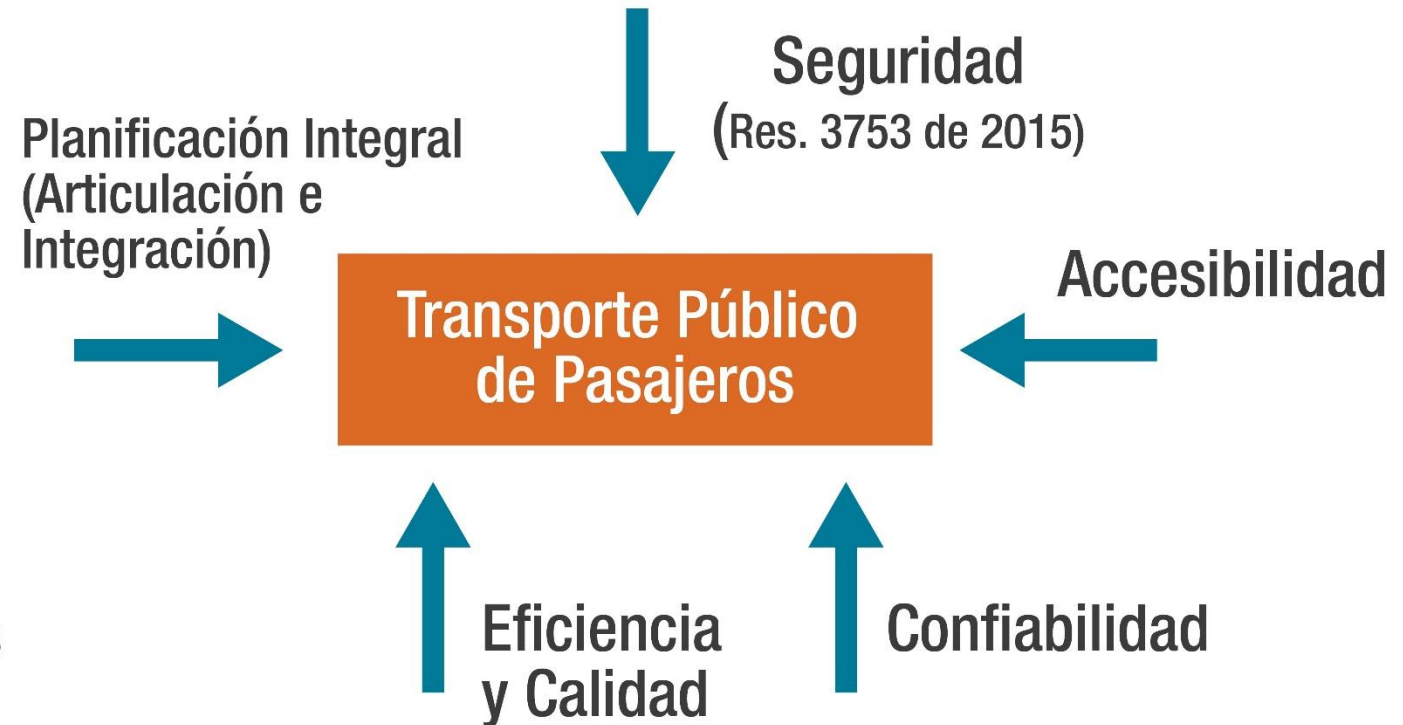 Seguridad
(Res. 3753 de 2015)
Planificación Integral
(Articulación e
Integración)
Accesibilidad
Transporte Público
de Pasajeros
Eficiencia
y Calidad
Confiabilidad